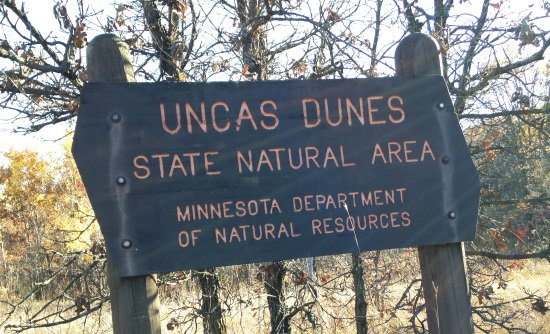 UNCAS DUNES
STATE NATURAL AREA
MINNESOTA DEPARTMENT
OF NATURAL RESOURCES